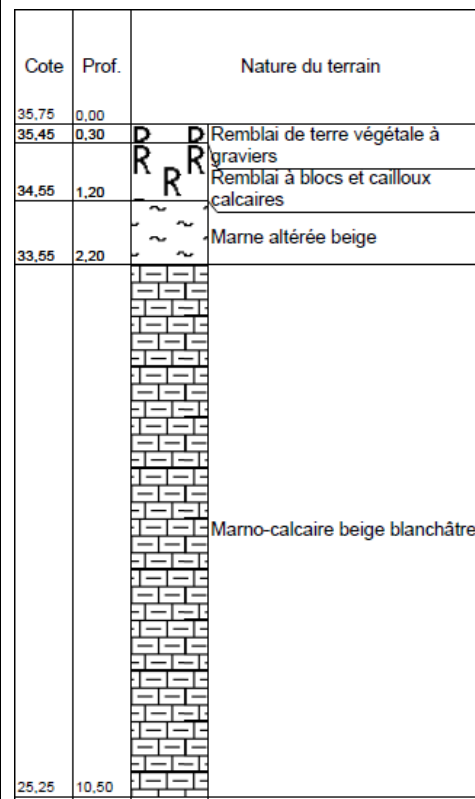 Cote Prof. Nature du terrain
35,75 0,00
35,45 0,30 D D Remblai de terre végétale à
R R graviers
R Remblai à blocs et cailloux
34,55 1,20 calcaires
Marne altérée beige
33,55 2,20
Marno-calcaire beige blanchâtre
25,25 10,50